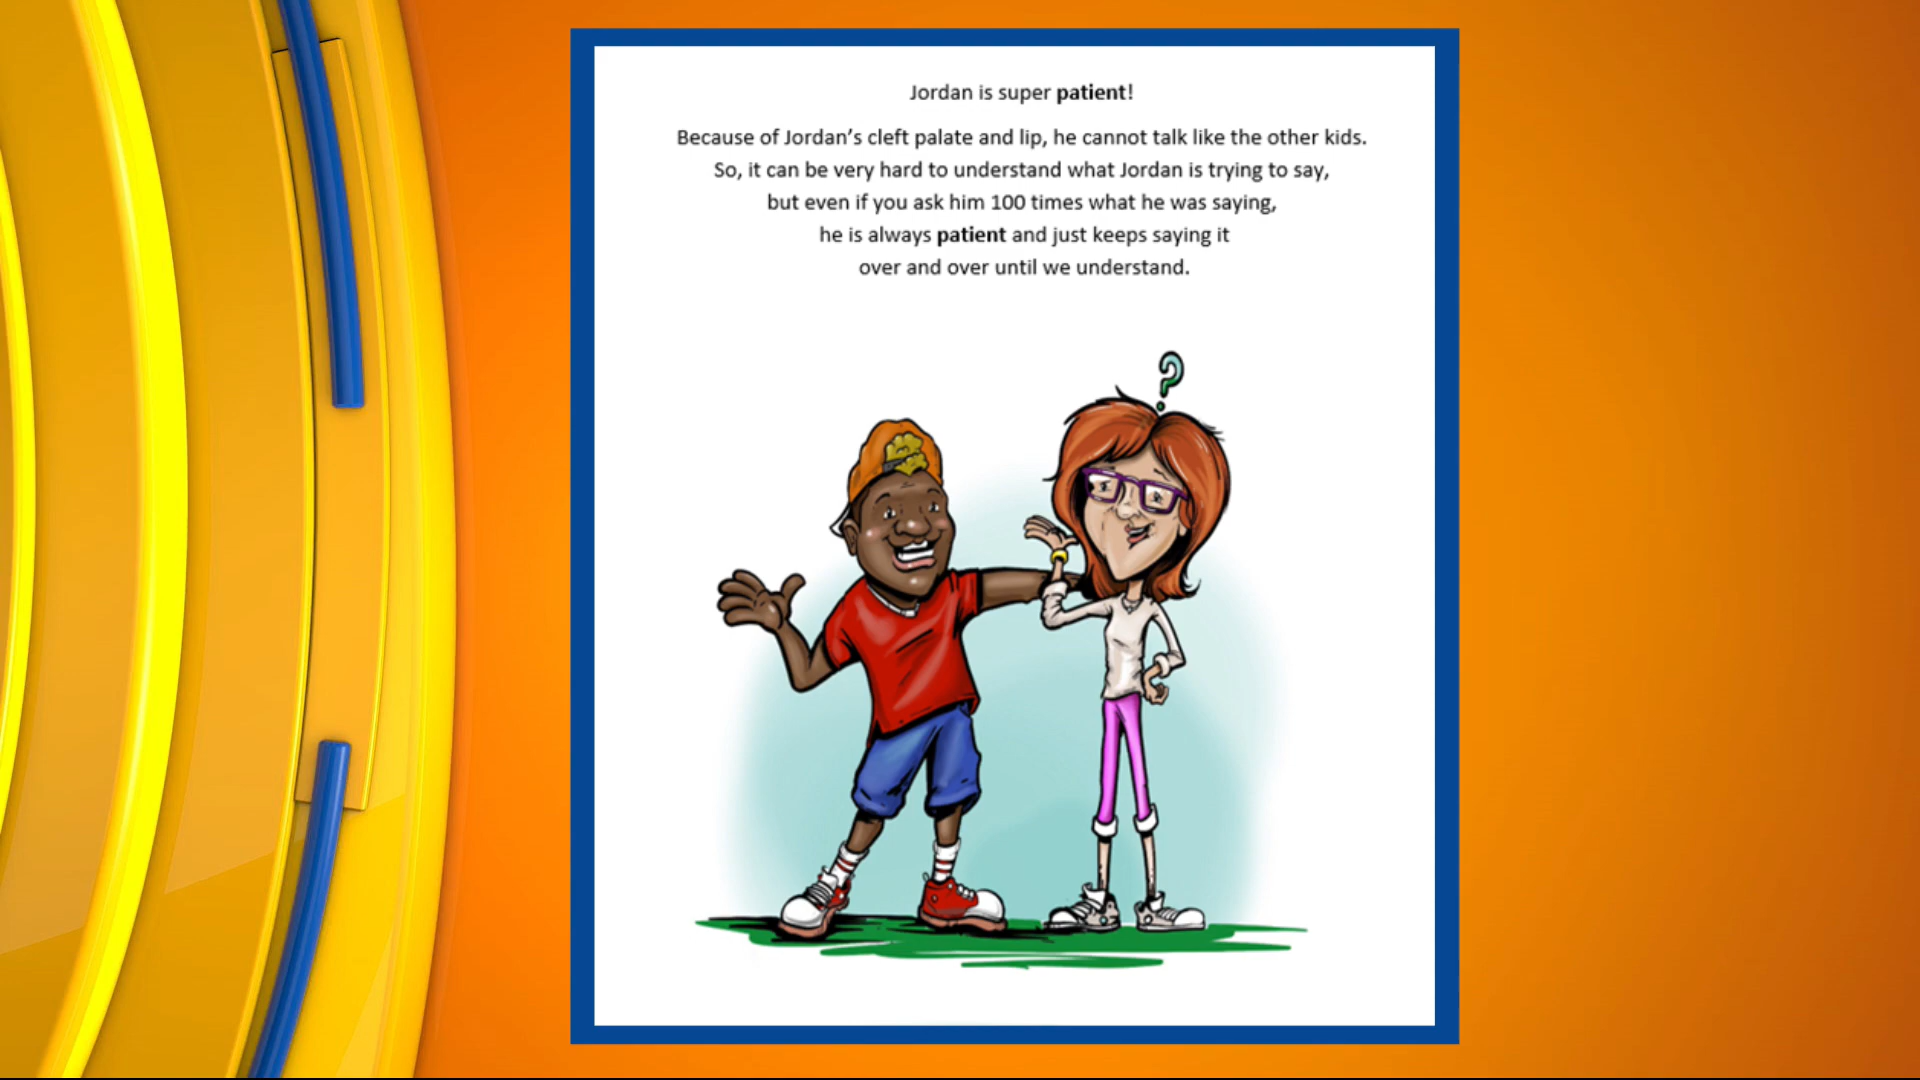 Jordan is super patient!
Because of Jordan’s cleft palate and lip, he cannot talk like the other kids.
So, it can be very hard to understand what Jordan is trying to say,
but even if you ask him 100 times what he was saying,
he is always patient and just keeps saying it
over and over until we understand.
?